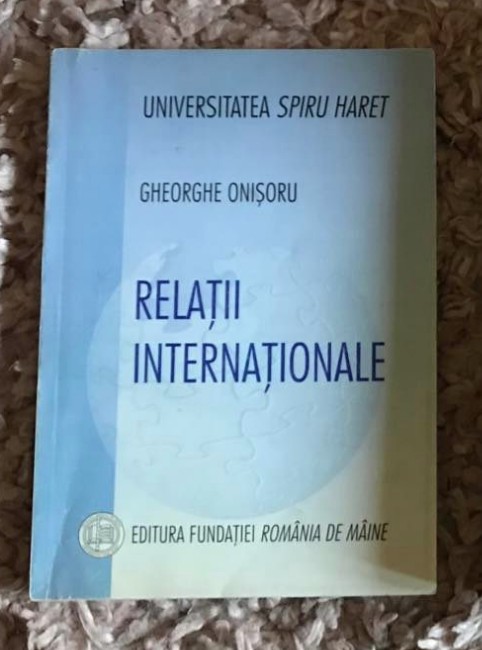 UNIVERSITATEA SPIRU HARET
GHEORGHE ONIȘORU
RELAȚII
INTERNAȚIONALE
EDITURA FUNDAȚIEI ROMÂNIA DE MÂINE